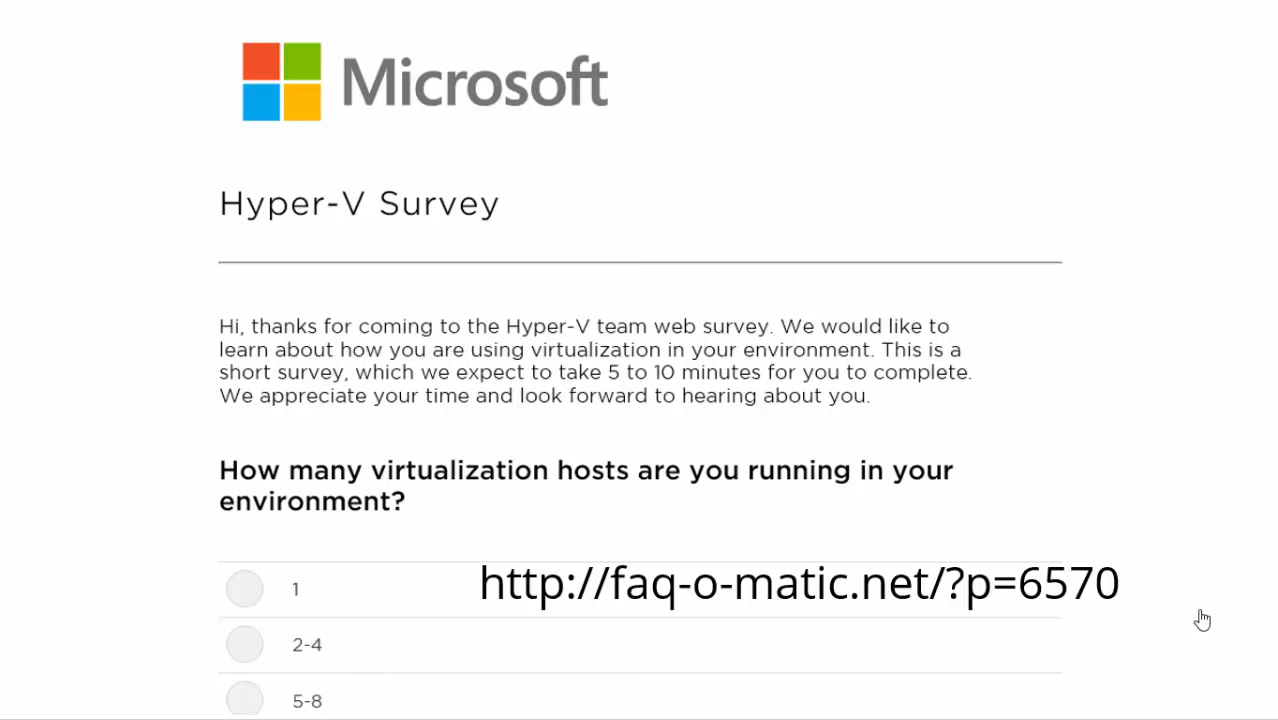 Microsoft
Hyper-V Survey
Hi, thanks for coming to the Hyper-V team web survey. We would like to
learn about how you are using virtualization in your environment. This is a
short survey, which we expect to take 5 to 10 minutes for you to complete.
We appreciate your time and look forward to hearing about you.
How many virtualization hosts are you running in your
environment?
1
http://faq-o-matic.net/?p=6570
2-4
5-8